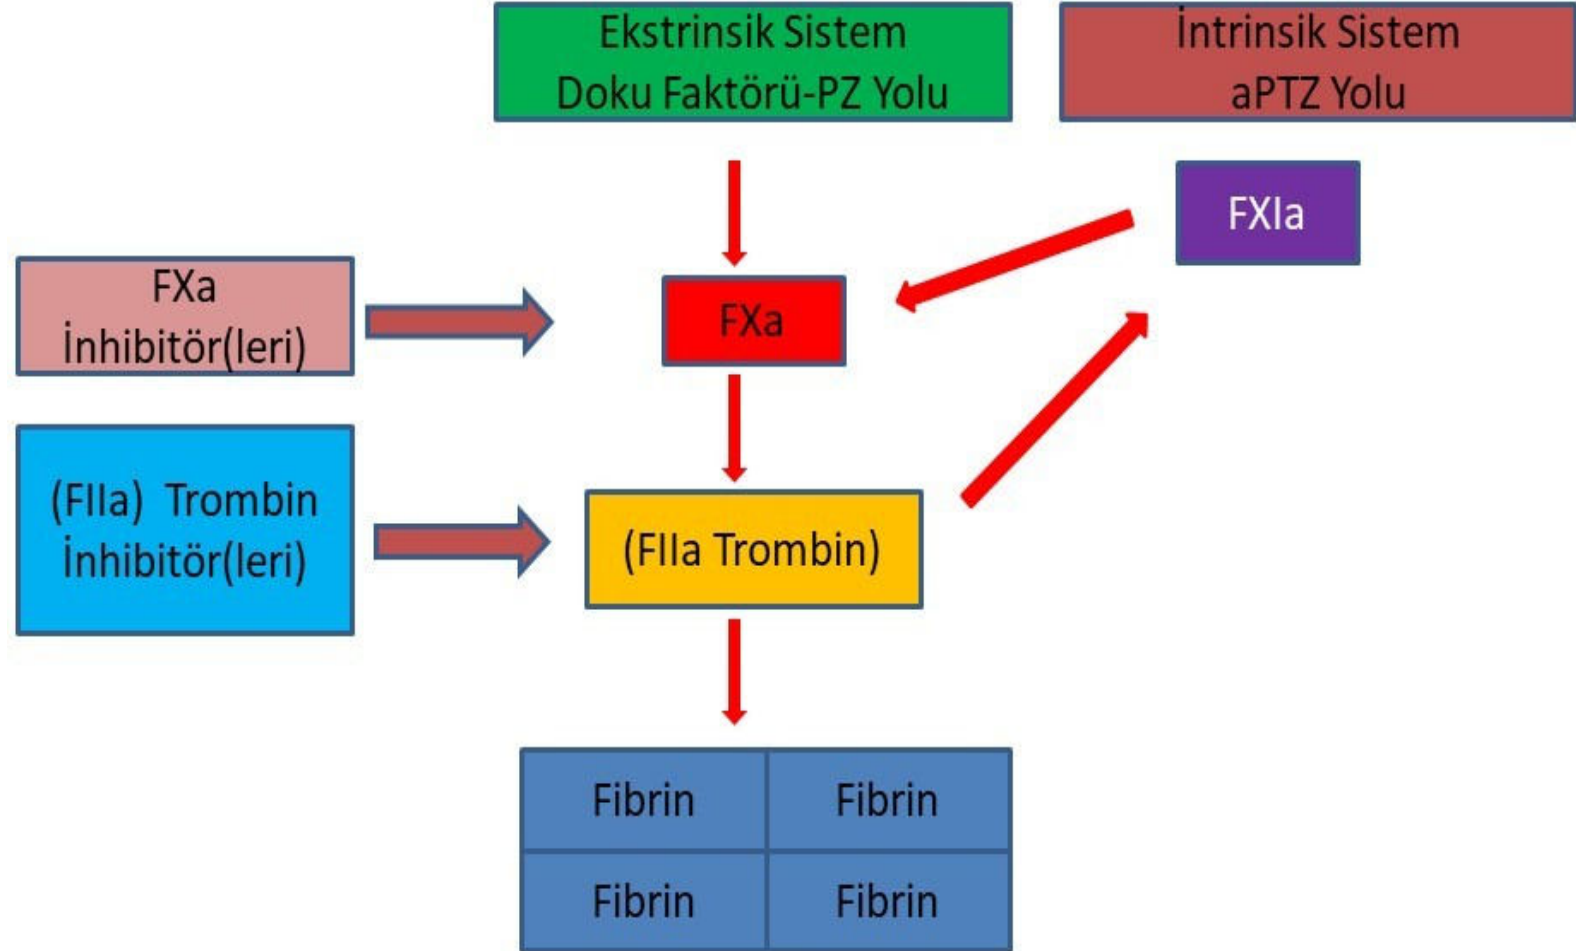 Ekstrinsik Sistem
Doku Faktörü-PZ Yolu
İntrinsik Sistem
aPTZ Yolu
FXIa
FXa
İnhibitör(leri)
FXa
(FIIa) Trombin
İnhibitör(leri)
(FIIa Trombin)
Fibrin
Fibrin
Fibrin
Fibrin